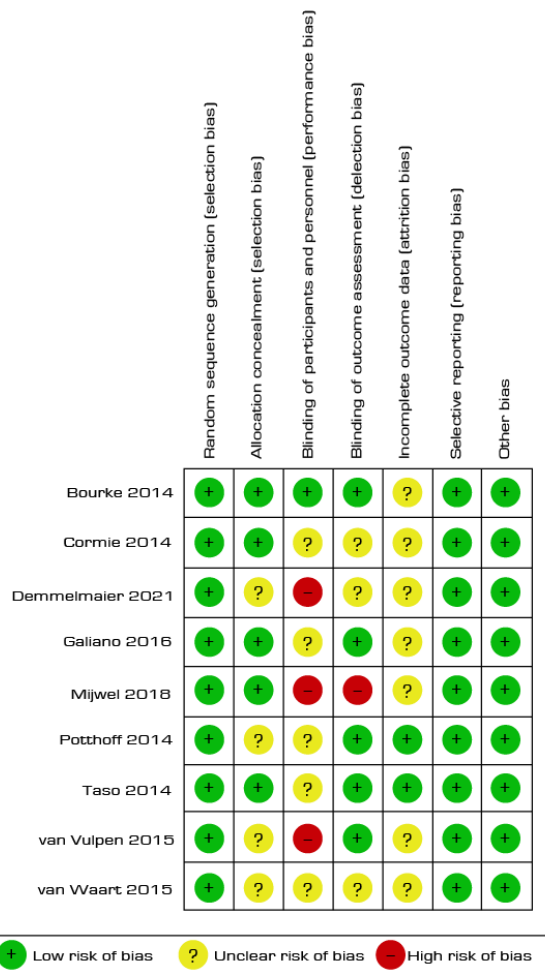 Random sequence generation (selection bias)
Allocation concealment (selection bias)
Blinding of participants and personnel (performance bias)
Blinding of outcome assessment (delection bias)
Incomplete outcome data (attrition bias)
Selective reporting (reporting bias)
Other bias
Bourke 2014 + + + + ? + +
Cormie 2014 + + ? ? ? + +
Demmelmaier 2021 + ? − ? ? + +
Galiano 2016 + + ? + ? + +
Mijwel 2018 + + − − ? + +
Potthoff 2014 + ? ? + + + +
Taso 2014 + + ? + + + +
van Vulpen 2015 + ? − + ? + +
van Waart 2015 + ? ? ? ? + +
+ Low risk of bias ? Unclear risk of bias − High risk of bias